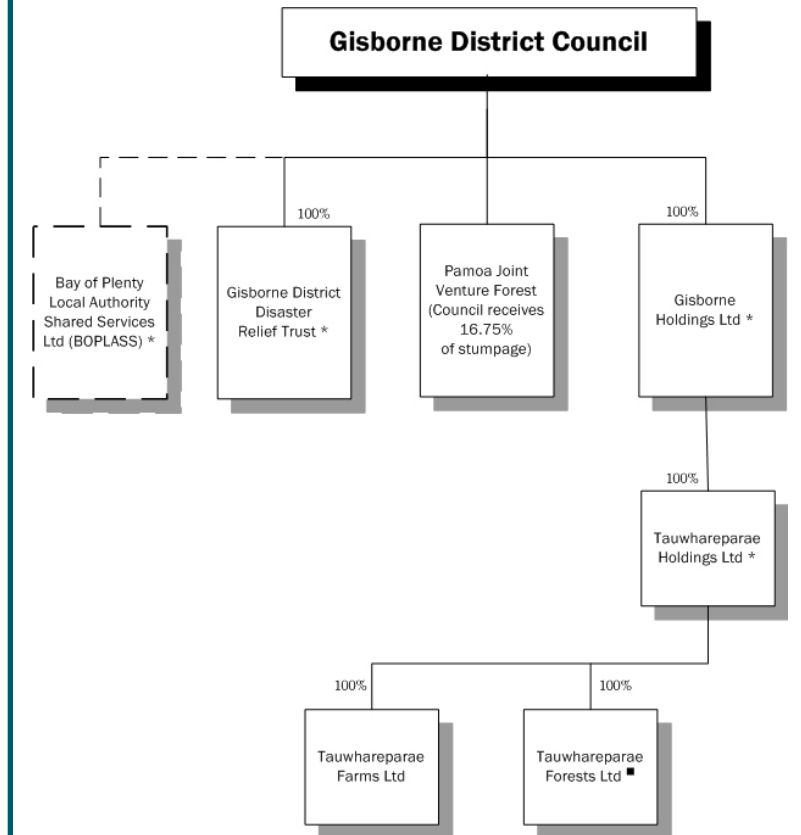 Gisborne District Council
100%
100%
Bay of Plenty
Local Authority
Shared Services
Ltd (BOPLASS) *
Gisborne District
Disaster
Relief Trust *
Pamoa Joint
Venture Forest
(Council receives
16.75%
of stumpage)
Gisborne
Holdings Ltd *
100%
Tauwhareparae
Holdings Ltd *
100%
100%
Tauwhareparae
Farms Ltd
Tauwhareparae
Forests Ltd ■